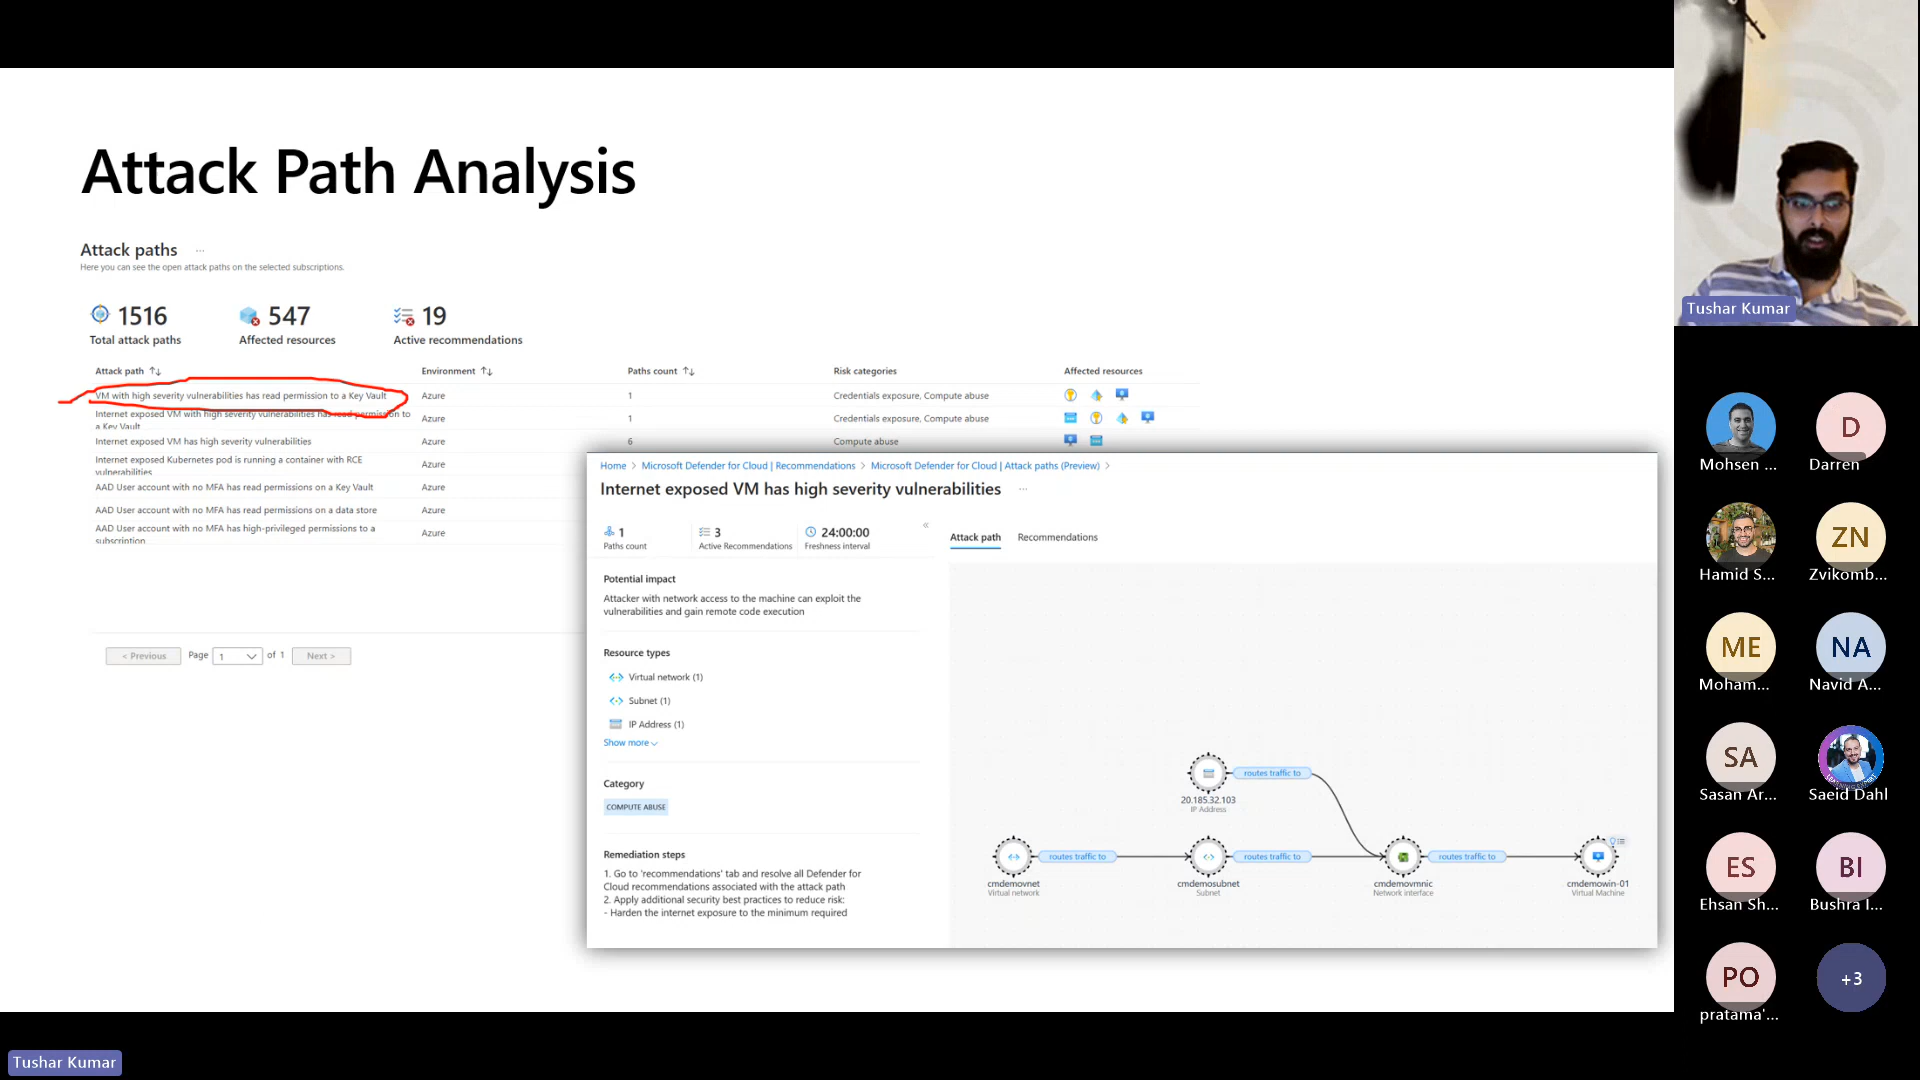 Attack Path Analysis
Attack paths ...
Here you can see the open attack paths on the selected subscriptions.
1516 547 19
Total attack paths Affected resources Active recommendations
Attack path Environment Paths count Risk categories Affected resources
VM with high severity vulnerabilities has read permission to a Key Vault Azure 1 Credentials exposure, Compute abuse
Internet exposed VM with high severity vulnerabilities has read permission to
a Key Vault Azure 1 Credentials exposure, Compute abuse
Internet exposed VM has high severity vulnerabilities Azure 6 Compute abuse
Internet exposed Kubernetes pod is running a container with RCE
vulnerabilities Azure
AAD User account with no MFA has read permissions on a Key Vault Azure
AAD User account with no MFA has read permissions on a data store Azure
AAD User account with no MFA has high-privileged permissions to a
subscription Azure
< Previous Page 1 of 1 Next >
Home > Microsoft Defender for Cloud | Recommendations > Microsoft Defender for Cloud | Attack paths (Preview) >
Internet exposed VM has high severity vulnerabilities ...
1 3 24:00:00
Paths count Active Recommendations Freshness interval
«
Attack path Recommendations
Potential impact
Attacker with network access to the machine can exploit the
vulnerabilities and gain remote code execution
Resource types
Virtual network (1)
Subnet (1)
IP Address (1)
Show more
Category
COMPUTE ABUSE
Remediation steps
1. Go to 'recommendations' tab and resolve all Defender for
Cloud recommendations associated with the attack path
2. Apply additional security best practices to reduce risk:
- Harden the internet exposure to the minimum required
routes traffic to
20.185.32.103
IP Address
routes traffic to routes traffic to routes traffic to
cmdemovnet cmdemosubnet cmdemovmnic cmdemowin-01
Virtual network Subnet Network interface Virtual Machine
Tushar Kumar
Mohsen ... D
Darren
Hamid S... ZN
Zvikomb...
ME NA
Moham... Navid A...
SA
Sasan Ar... Saeid Dahl
ES BI
Ehsan Sh... Bushra I...
PO +3
pratama'...
Tushar Kumar